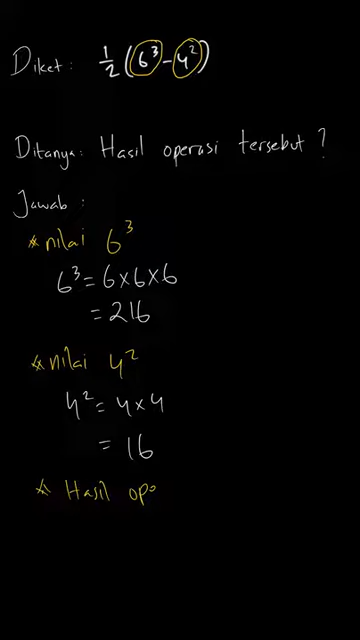 Diket: 1/2 (6³ - 4²)
Ditanya: Hasil operasi tersebut?
Jawab:
* nilai 6³
6³ = 6 × 6 × 6
= 216
* nilai 4²
4² = 4 × 4
= 16
* Hasil opo